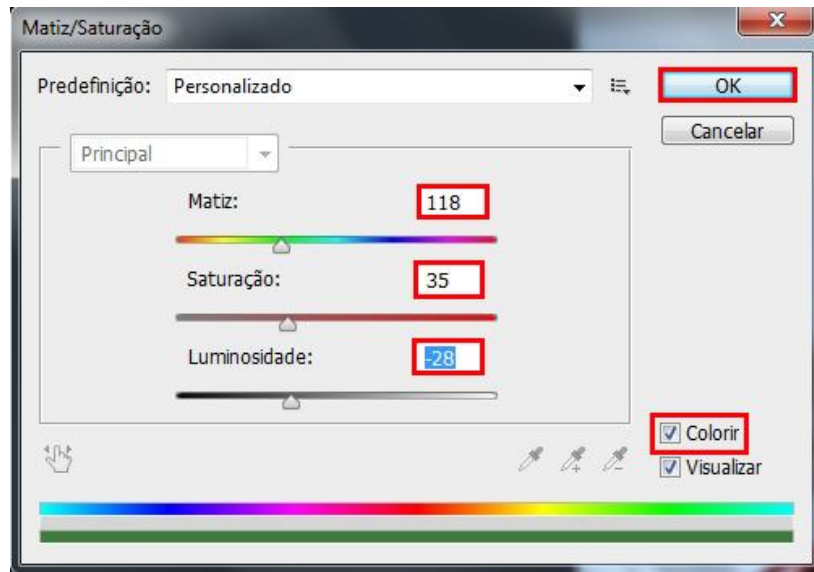 Matiz/Saturação
Predefinição: Personalizado
OK
Cancelar
Principal
Matiz: 118
Saturação: 35
Luminosidade: -28
Colorir
Visualizar